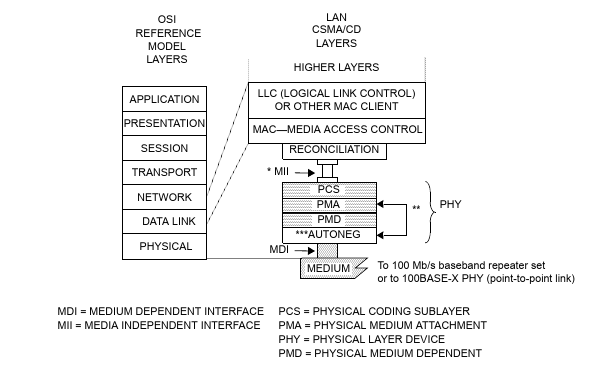 OSI
REFERENCE
MODEL
LAYERS
LAN
CSMA/CD
LAYERS
HIGHER LAYERS
APPLICATION
PRESENTATION
SESSION
TRANSPORT
NETWORK
DATA LINK
PHYSICAL
LLC (LOGICAL LINK CONTROL)
OR OTHER MAC CLIENT
MAC—MEDIA ACCESS CONTROL
RECONCILIATION
* MII
PCS
PMA
PMD
***AUTONEG
**
PHY
MDI
MEDIUM
To 100 Mb/s baseband repeater set
or to 100BASE-X PHY (point-to-point link)
MDI = MEDIUM DEPENDENT INTERFACE
MII = MEDIA INDEPENDENT INTERFACE
PCS = PHYSICAL CODING SUBLAYER
PMA = PHYSICAL MEDIUM ATTACHMENT
PHY = PHYSICAL LAYER DEVICE
PMD = PHYSICAL MEDIUM DEPENDENT